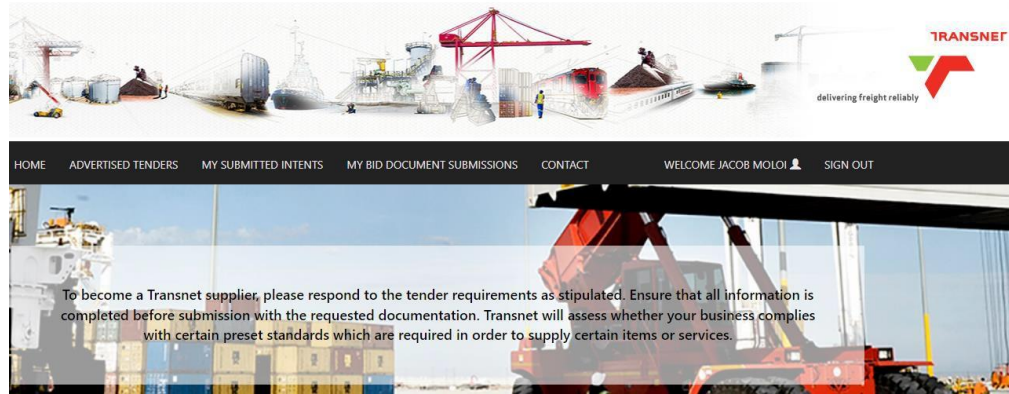 TRANSNET
delivering freight reliably
HOME ADVERTISED TENDERS MY SUBMITTED INTENTS MY BID DOCUMENT SUBMISSIONS CONTACT WELCOME JACOB MOLOI SIGN OUT
To become a Transnet supplier, please respond to the tender requirements as stipulated. Ensure that all information is
completed before submission with the requested documentation. Transnet will assess whether your business complies
with certain preset standards which are required in order to supply certain items or services.